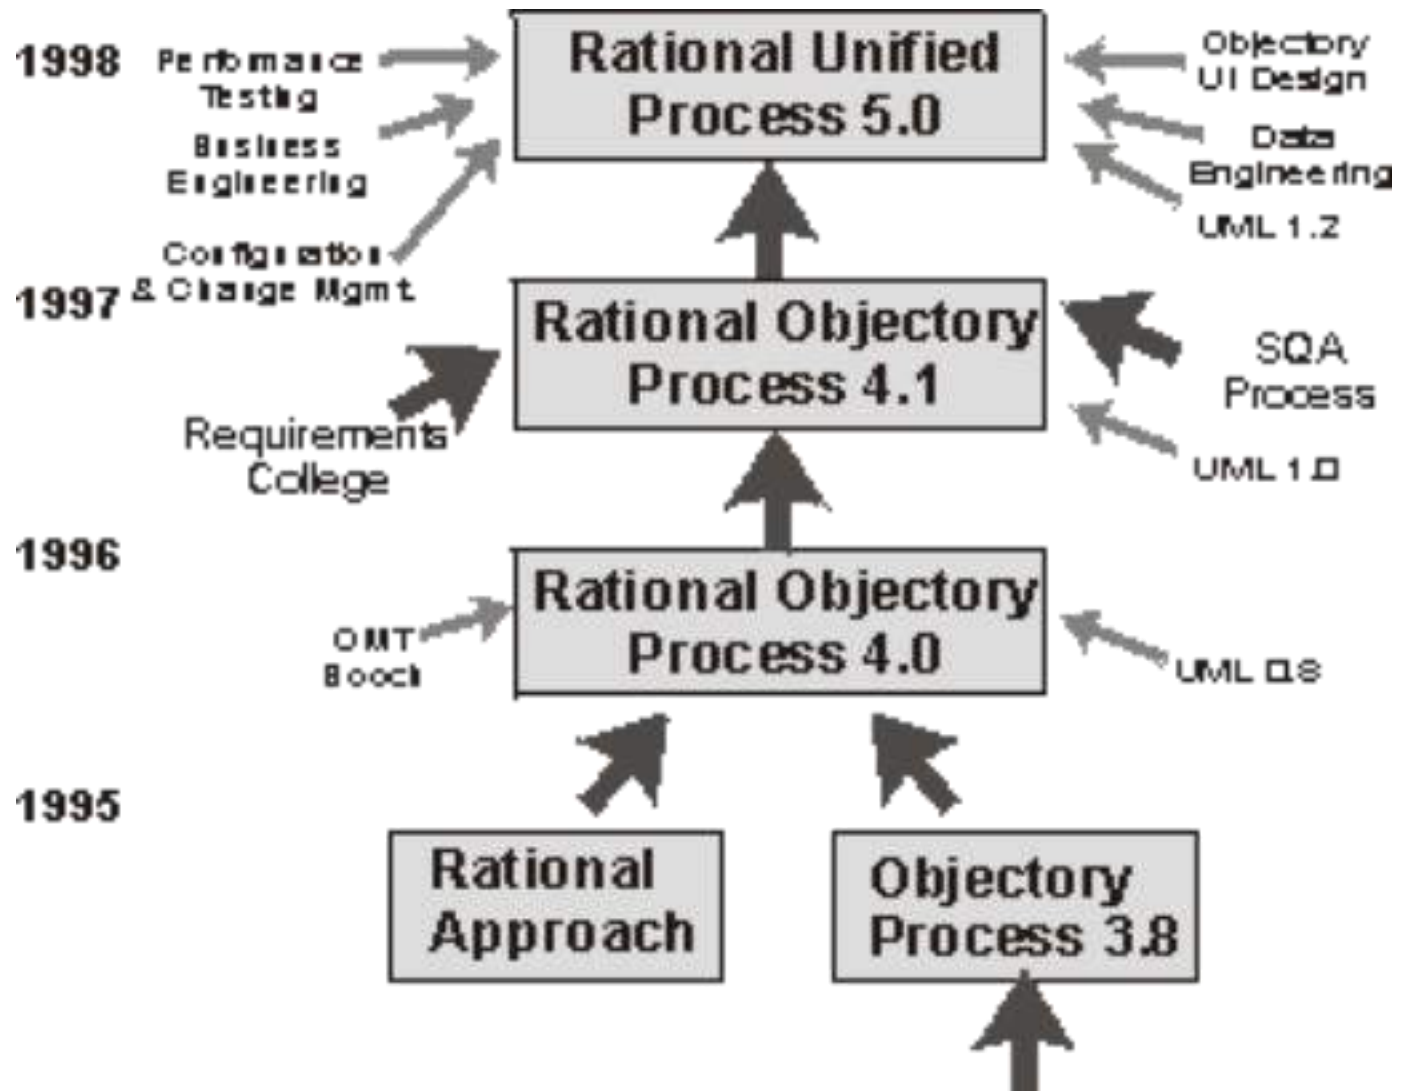 1998
Performance
Testing
Rational Unified
Process 5.0
Objectory
UI Design
Business
Engineering
Data
Engineering
UML 1.2
Configuration
& Change Mgmt.
1997
Rational Objectory
Process 4.1
SQA
Process
Requirements
College
UML 1.0
1996
Rational Objectory
Process 4.0
OMT
Booch
UML 0.8
1995
Rational
Approach
Objectory
Process 3.8